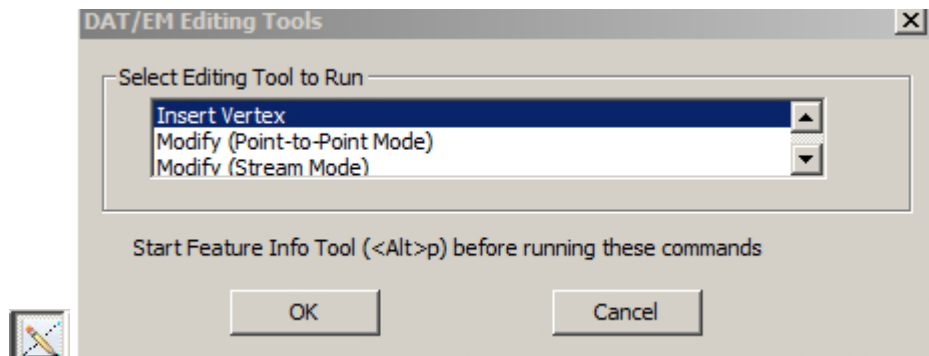 DAT/EM Editing Tools
Select Editing Tool to Run
Insert Vertex
Modify (Point-to-Point Mode)
Modify (Stream Mode)
Start Feature Info Tool (<Alt>p) before running these commands
OK
Cancel